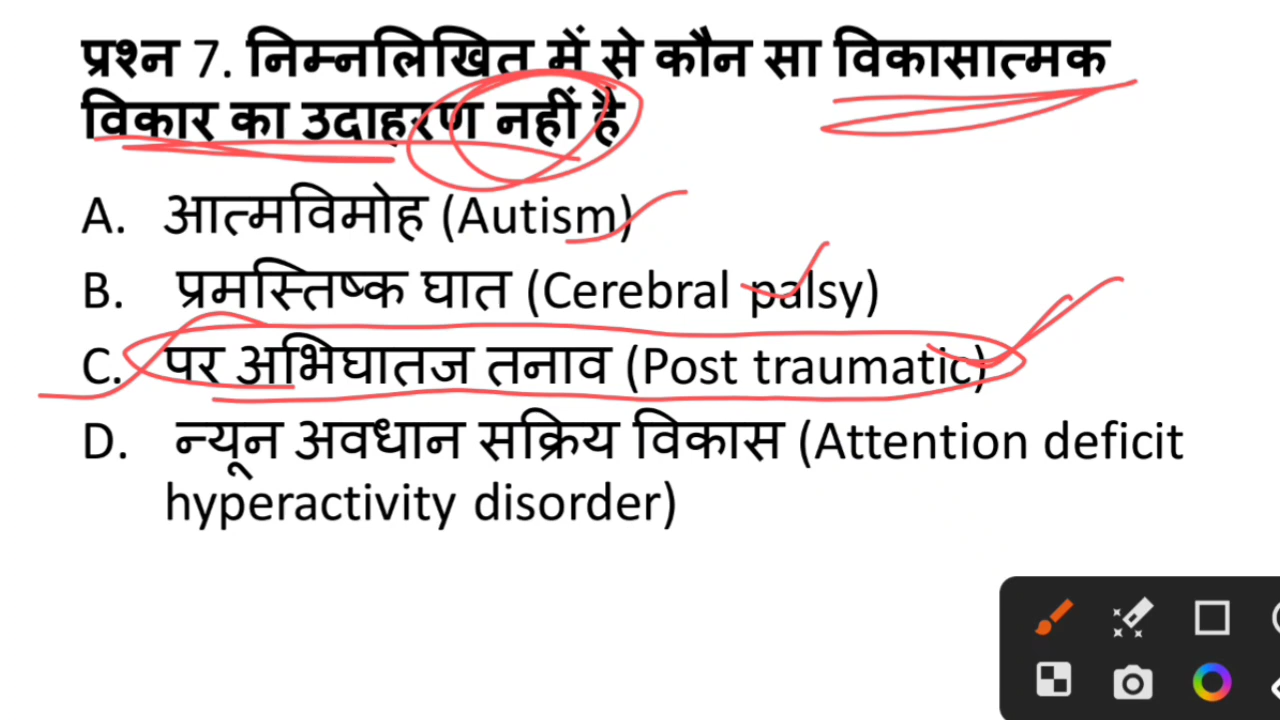 प्रश्न 7. निम्नलिखित में से कौन सा विकासात्मक
विकार का उदाहरण नहीं है
A. आत्मविमोह (Autism)
B. प्रमस्तिष्क घात (Cerebral palsy)
C. पर अभिघातज तनाव (Post traumatic)
D. न्यून अवधान सक्रिय विकास (Attention deficit
hyperactivity disorder)